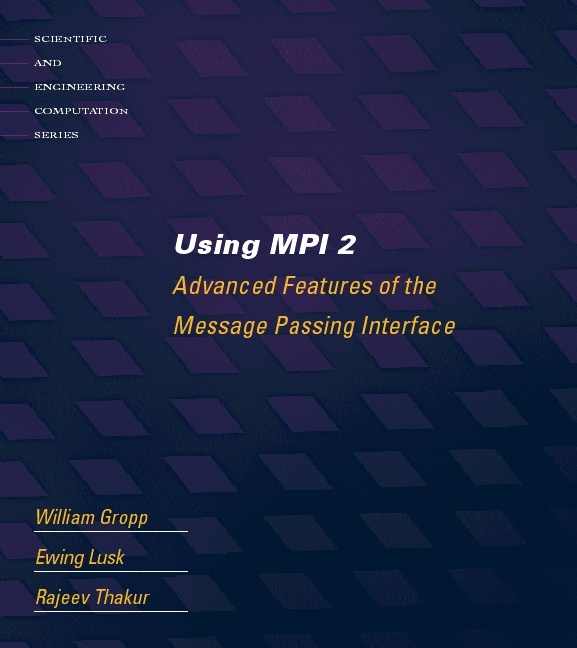 SCIENTIFIC
AND
ENGINEERING
COMPUTATION
SERIES
Using MPI 2
Advanced Features of the
Message Passing Interface
William Gropp
Ewing Lusk
Rajeev Thakur